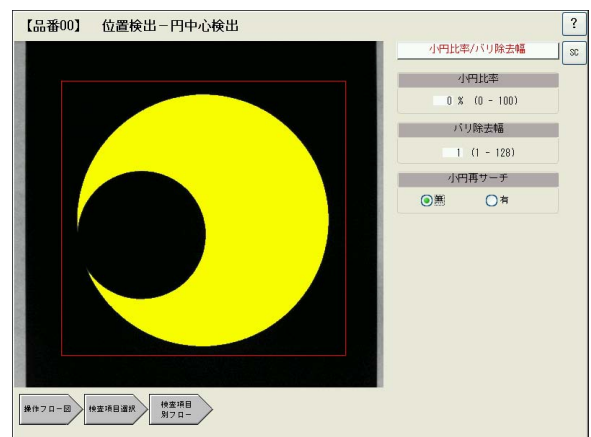 【品番00】 位置検出－円中心検出
?
小円比率/バリ除去幅
SC
小円比率
0 % (0 - 100)
バリ除去幅
1 (1 - 128)
小円再サーチ
無 有
操作フロー図 検査項目選択 検査項目
別フロー